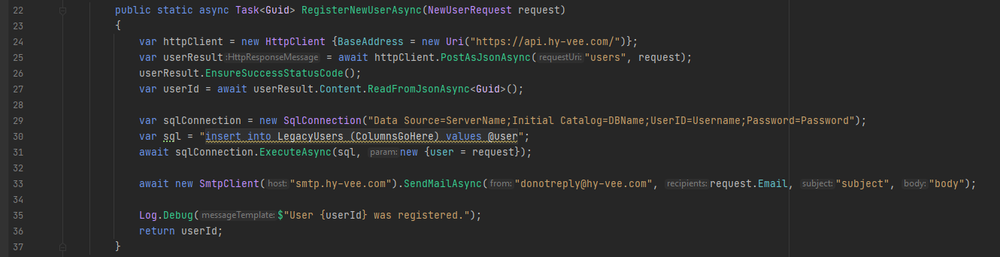 22 public static async Task<Guid> RegisterNewUserAsync(NewUserRequest request)
23 {
24 var httpClient = new HttpClient {BaseAddress = new Uri("https://api.hy-vee.com/")};
25 var userResult :HttpResponseMessage = await httpClient.PostAsJsonAsync( requestUri: "users", request);
26 userResult.EnsureSuccessStatusCode();
27 var userId = await userResult.Content.ReadFromJsonAsync<Guid>();
28
29 var sqlConnection = new SqlConnection("Data Source=ServerName;Initial Catalog=DBName;UserID=Username;Password=Password");
30 var sql = "insert into LegacyUsers (ColumnsGoHere) values @user";
31 await sqlConnection.ExecuteAsync(sql, param: new {user = request});
32
33 await new SmtpClient( host: "smtp.hy-vee.com").SendMailAsync( from: "donotreply@hy-vee.com", recipients: request.Email, subject: "subject", body: "body");
34
35 Log.Debug( messageTemplate: $"User {userId} was registered.");
36 return userId;
37 }